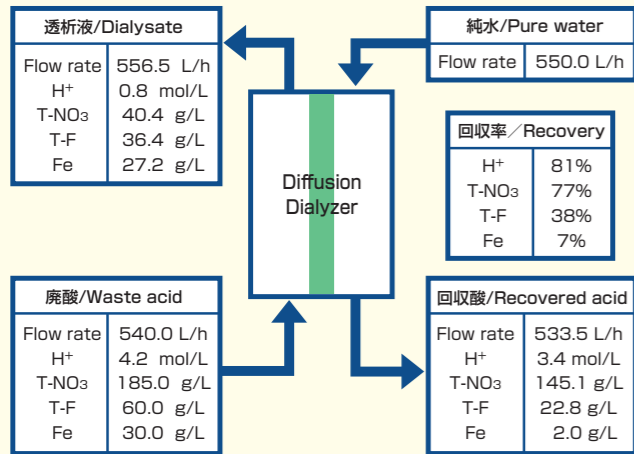 透析液/Dialysate
Flow rate 556.5 L/h
H⁺ 0.8 mol/L
T-NO₃ 40.4 g/L
T-F 36.4 g/L
Fe 27.2 g/L
純水/Pure water
Flow rate 550.0 L/h
Diffusion
Dialyzer
回収率／Recovery
H⁺ 81%
T-NO₃ 77%
T-F 38%
Fe 7%
廃酸/Waste acid
Flow rate 540.0 L/h
H⁺ 4.2 mol/L
T-NO₃ 185.0 g/L
T-F 60.0 g/L
Fe 30.0 g/L
回収酸/Recovered acid
Flow rate 533.5 L/h
H⁺ 3.4 mol/L
T-NO₃ 145.1 g/L
T-F 22.8 g/L
Fe 2.0 g/L